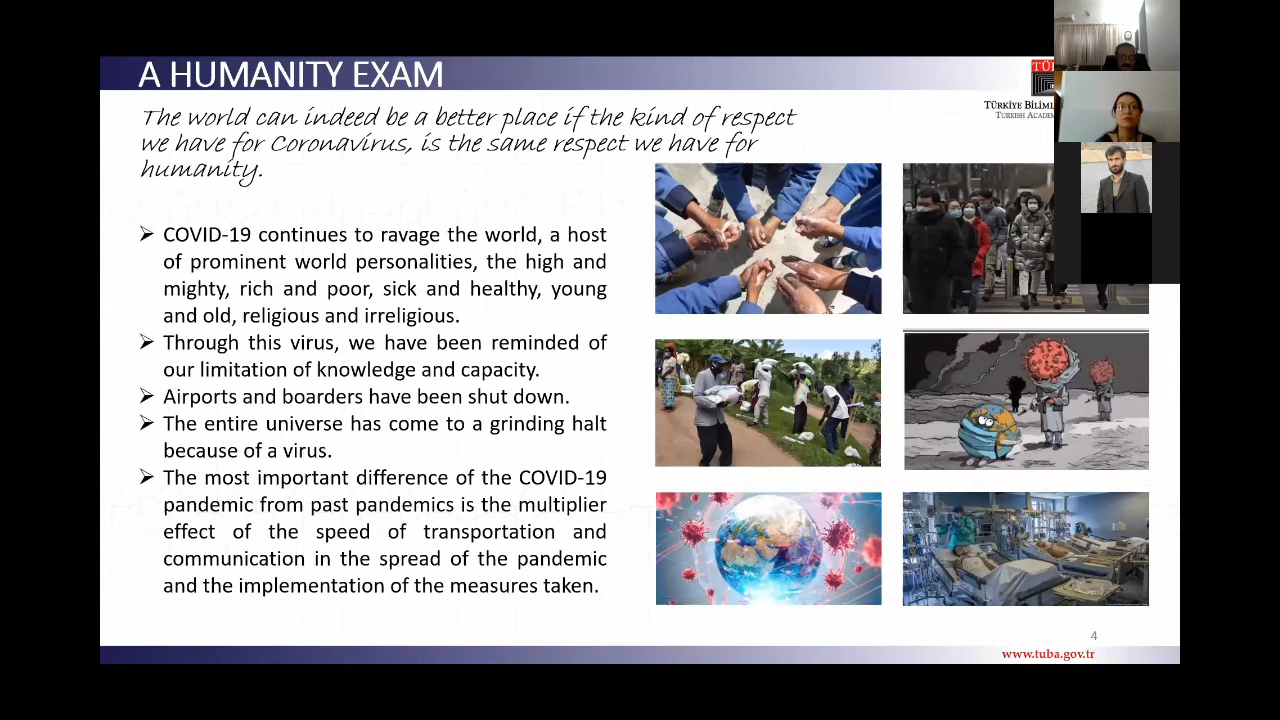 A HUMANITY EXAM
The world can indeed be a better place if the kind of respect
we have for Coronavirus, is the same respect we have for
humanity.
TÜRKİYE
TURKISH
➢ COVID-19 continues to ravage the world, a host
of prominent world personalities, the high and
mighty, rich and poor, sick and healthy, young
and old, religious and irreligious.
➢ Through this virus, we have been reminded of
our limitation of knowledge and capacity.
➢ Airports and boarders have been shut down.
➢ The entire universe has come to a grinding halt
because of a virus.
➢ The most important difference of the COVID-19
pandemic from past pandemics is the multiplier
effect of the speed of transportation and
communication in the spread of the pandemic
and the implementation of the measures taken.
4
www.tuba.gov.tr